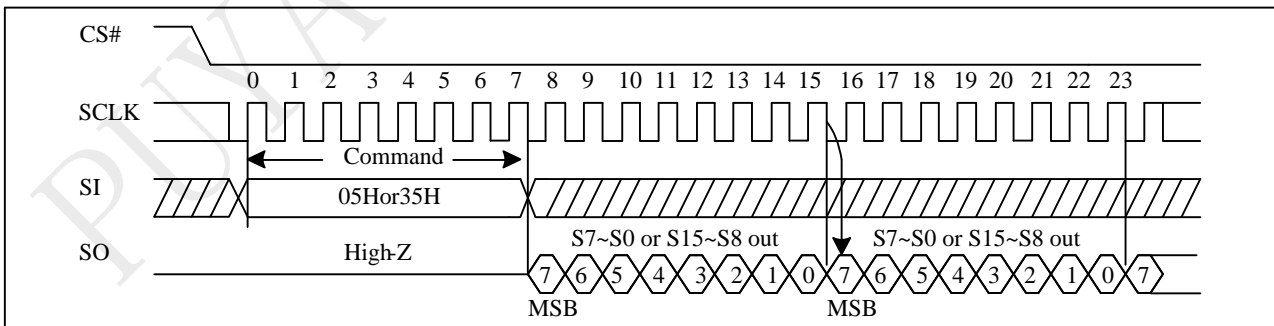 PUYA
CS#
0 1 2 3 4 5 6 7 8 9 10 11 12 13 14 15 16 17 18 19 20 21 22 23
SCLK
Command
SI
05Hor35H
SO
High-Z
S7~S0 or S15~S8 out
S7~S0 or S15~S8 out
7 6 5 4 3 2 1 0 7 6 5 4 3 2 1 0 7
MSB
MSB